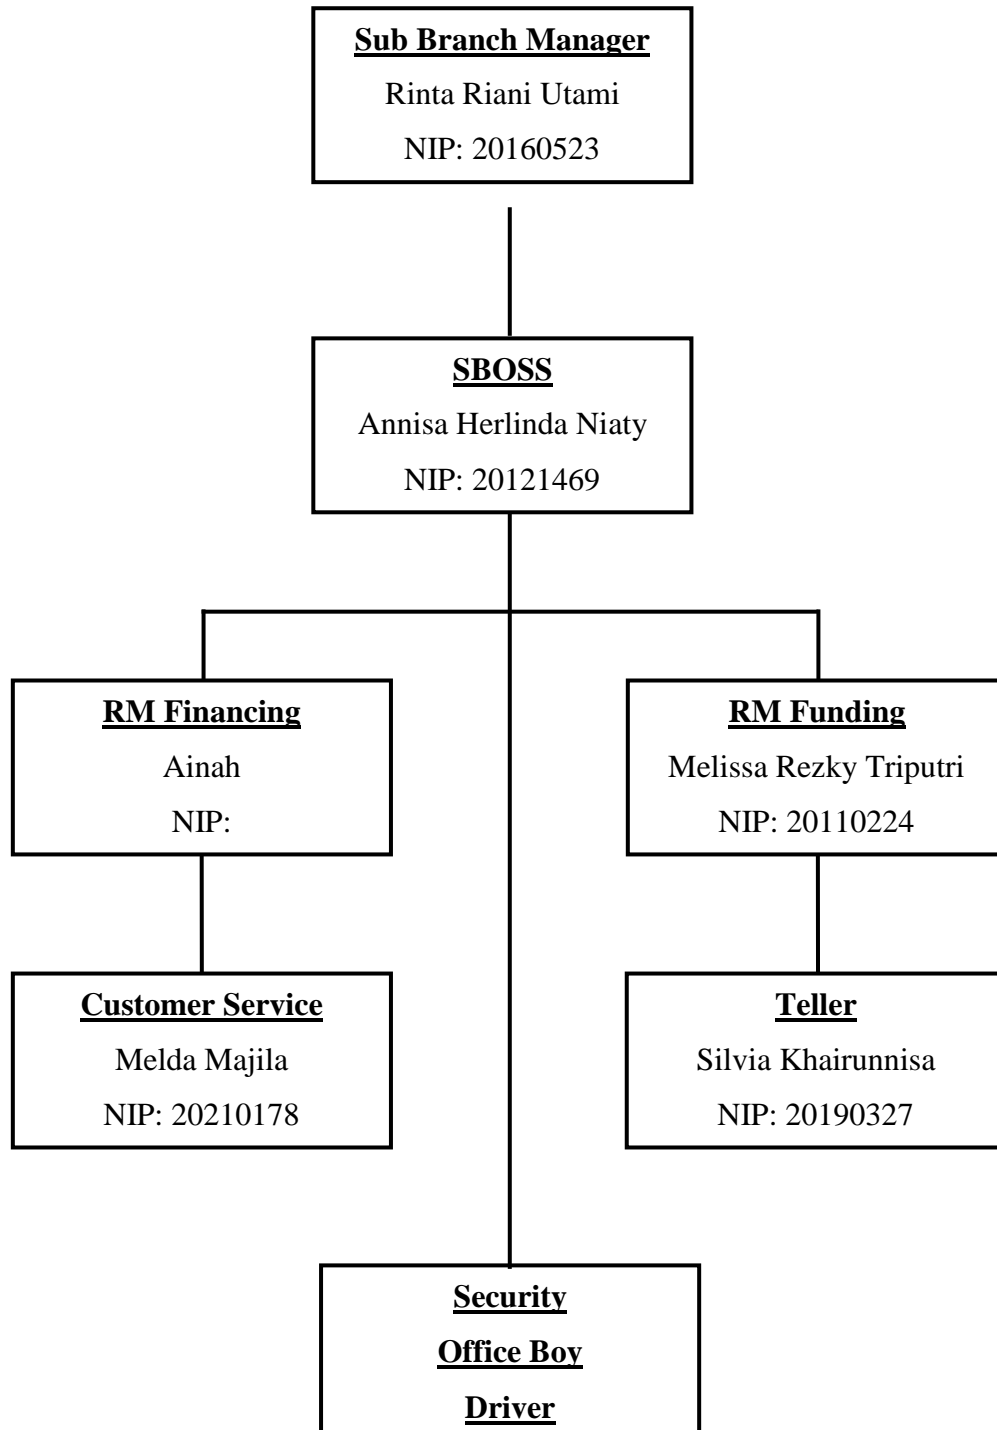 Sub Branch Manager
Rinta Riani Utami
NIP: 20160523
SBOSS
Annisa Herlinda Niaty
NIP: 20121469
RM Financing
Ainah
NIP:
RM Funding
Melissa Rezky Triputri
NIP: 20110224
Customer Service
Melda Majila
NIP: 20210178
Teller
Silvia Khairunnisa
NIP: 20190327
Security
Office Boy
Driver